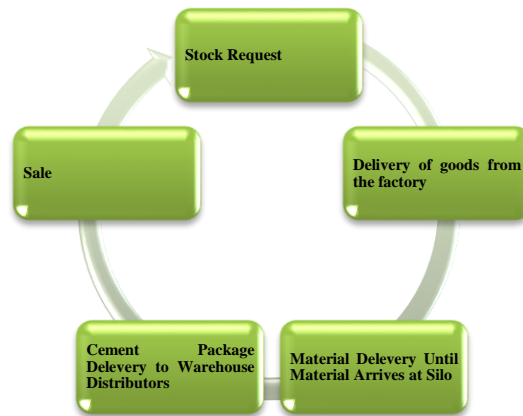 Stock Request
Delivery of goods from
the factory
Material Delevery Until
Material Arrives at Silo
Cement Package
Delevery to Warehouse
Distributors
Sale